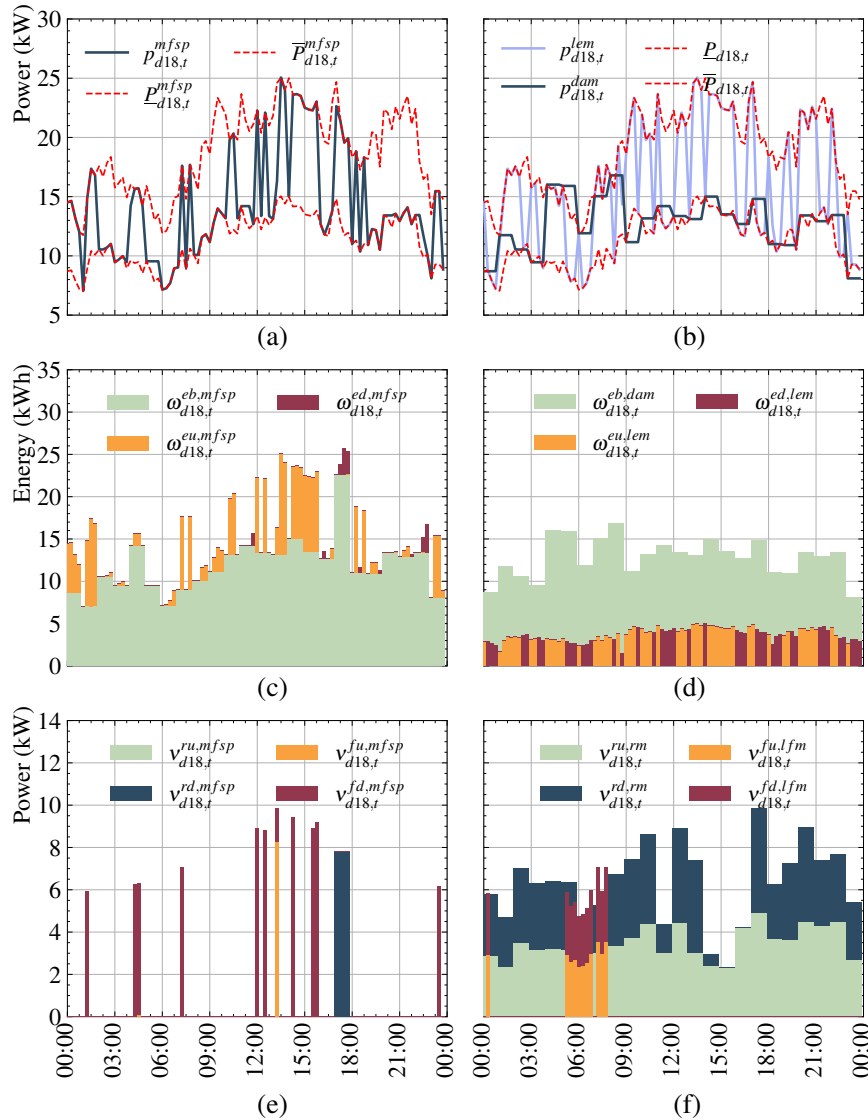 Power (kW)
30
25
20
15
10
5
p^{mfsp}_{d18,t}
\overline{P}^{mfsp}_{d18,t}
\underline{P}^{mfsp}_{d18,t}
(a)
p^{lem}_{d18,t}
\underline{P}_{d18,t}
p^{dam}_{d18,t}
\overline{P}_{d18,t}
(b)
Energy (kWh)
35
30
25
20
15
10
5
0
ω^{eb,mfsp}_{d18,t}
ω^{ed,mfsp}_{d18,t}
ω^{eu,mfsp}_{d18,t}
(c)
ω^{eb,dam}_{d18,t}
ω^{ed,lem}_{d18,t}
ω^{eu,lem}_{d18,t}
(d)
Power (kW)
14
12
10
8
6
4
2
0
ν^{ru,mfsp}_{d18,t}
ν^{fu,mfsp}_{d18,t}
ν^{rd,mfsp}_{d18,t}
ν^{fd,mfsp}_{d18,t}
00:00
03:00
06:00
09:00
12:00
15:00
18:00
21:00
00:00
(e)
ν^{ru,rm}_{d18,t}
ν^{fu,lfm}_{d18,t}
ν^{rd,rm}_{d18,t}
ν^{fd,lfm}_{d18,t}
00:00
03:00
06:00
09:00
12:00
15:00
18:00
21:00
00:00
(f)